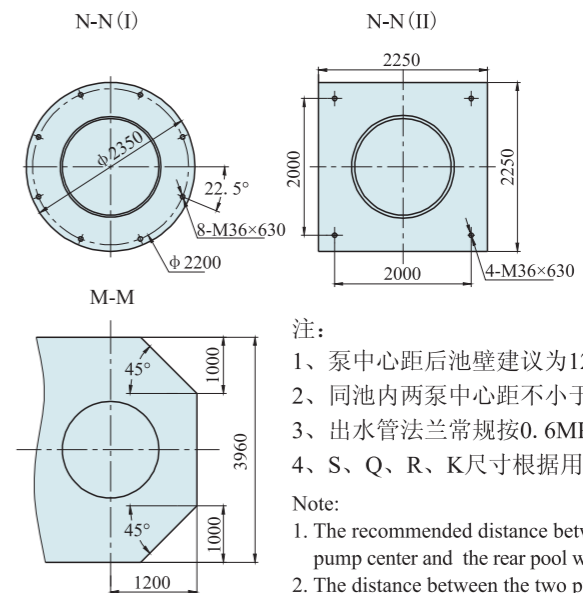 N-N(I)
N-N(II)
φ2350
22.5°
8-M36×630
φ2200
2250
2000
2250
2000
4-M36×630
M-M
45°
1000
3960
45°
1000
1200
注:
1、泵中心距后池壁建议为12
2、同池内两泵中心距不小于
3、出水管法兰常规按0.6M
4、S、Q、R、K尺寸根据用
Note:
1. The recommended distance betw
pump center and the rear pool w
2. The distance between the two p